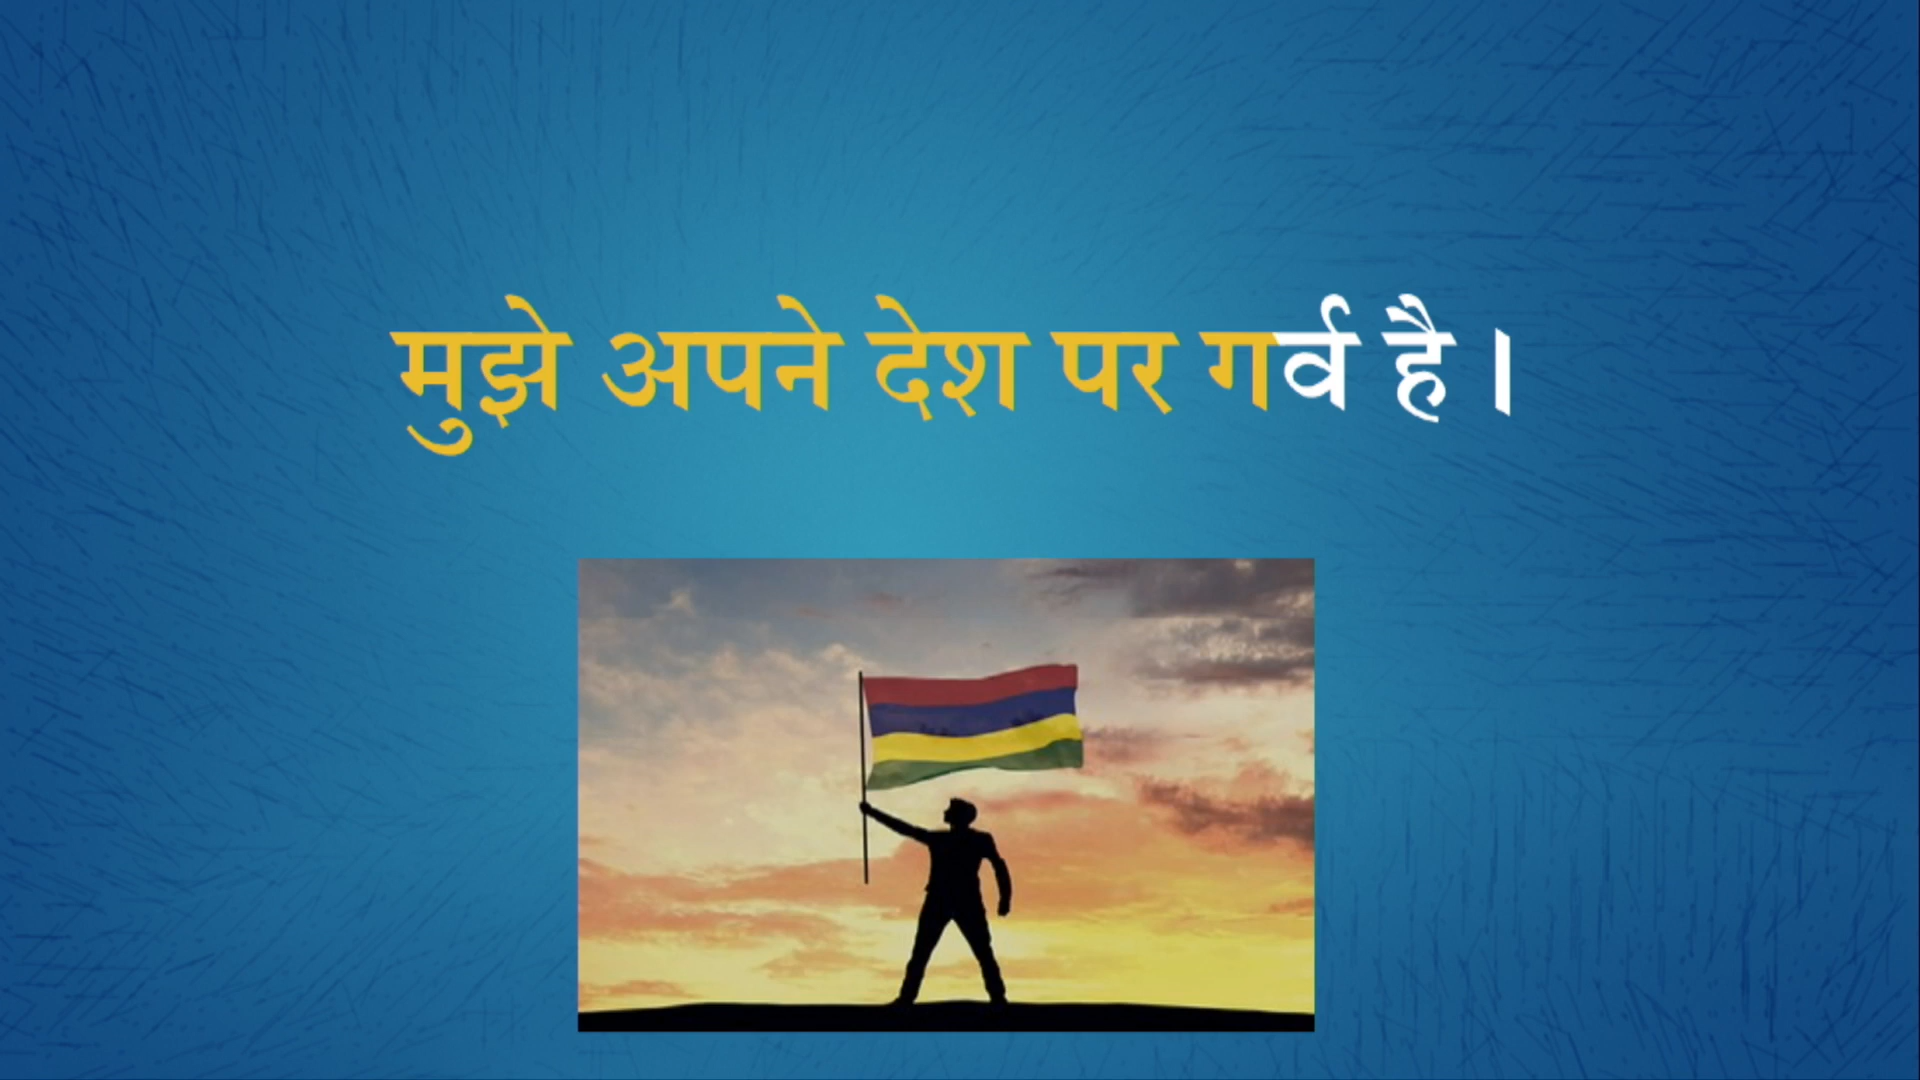 मुझे अपने देश पर गर्व है ।